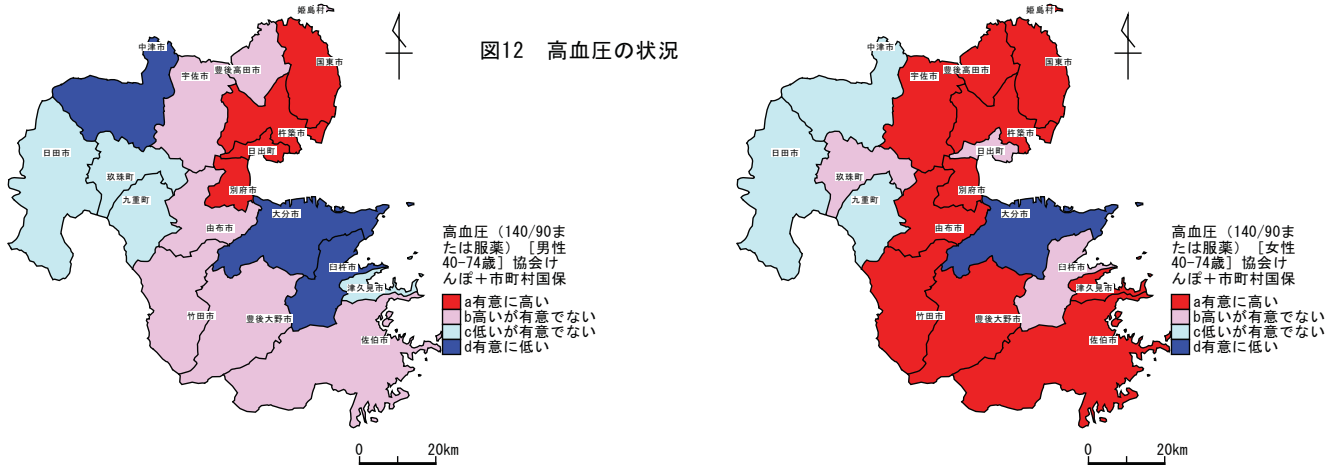 図12 高血圧の状況
姫島村
中津市
国東市
宇佐市
豊後高田市
杵築市
日出町
日田市
玖珠町
別府市
九重町
大分市
由布市
臼杵市
津久見市
竹田市
豊後大野市
佐伯市
高血圧(140/90ま
たは服薬) [男性
40-74歳] 協会け
んぽ+市町村国保
a有意に高い
b高いが有意でない
c低いが有意でない
d有意に低い
0 20km
姫島村
中津市
国東市
宇佐市
豊後高田市
杵築市
日出町
日田市
玖珠町
別府市
九重町
大分市
由布市
臼杵市
津久見市
竹田市
豊後大野市
佐伯市
高血圧(140/90ま
たは服薬) [女性
40-74歳] 協会け
んぽ+市町村国保
a有意に高い
b高いが有意でない
c低いが有意でない
d有意に低い
0 20km